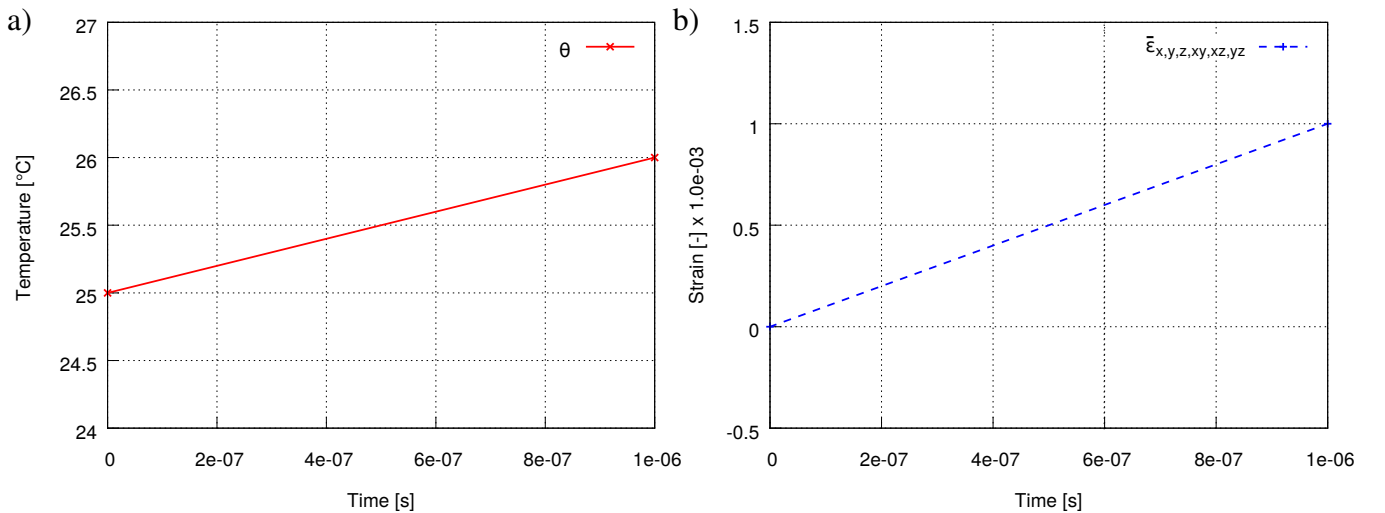 a)
27
26.5
26
25.5
25
24.5
24
0
2e-07
4e-07
6e-07
8e-07
1e-06
Temperature [°C]
Time [s]
θ
b)
1.5
1
0.5
0
-0.5
0
2e-07
4e-07
6e-07
8e-07
1e-06
Strain [-] x 1.0e-03
Time [s]
ε̄x,y,z,xy,xz,yz